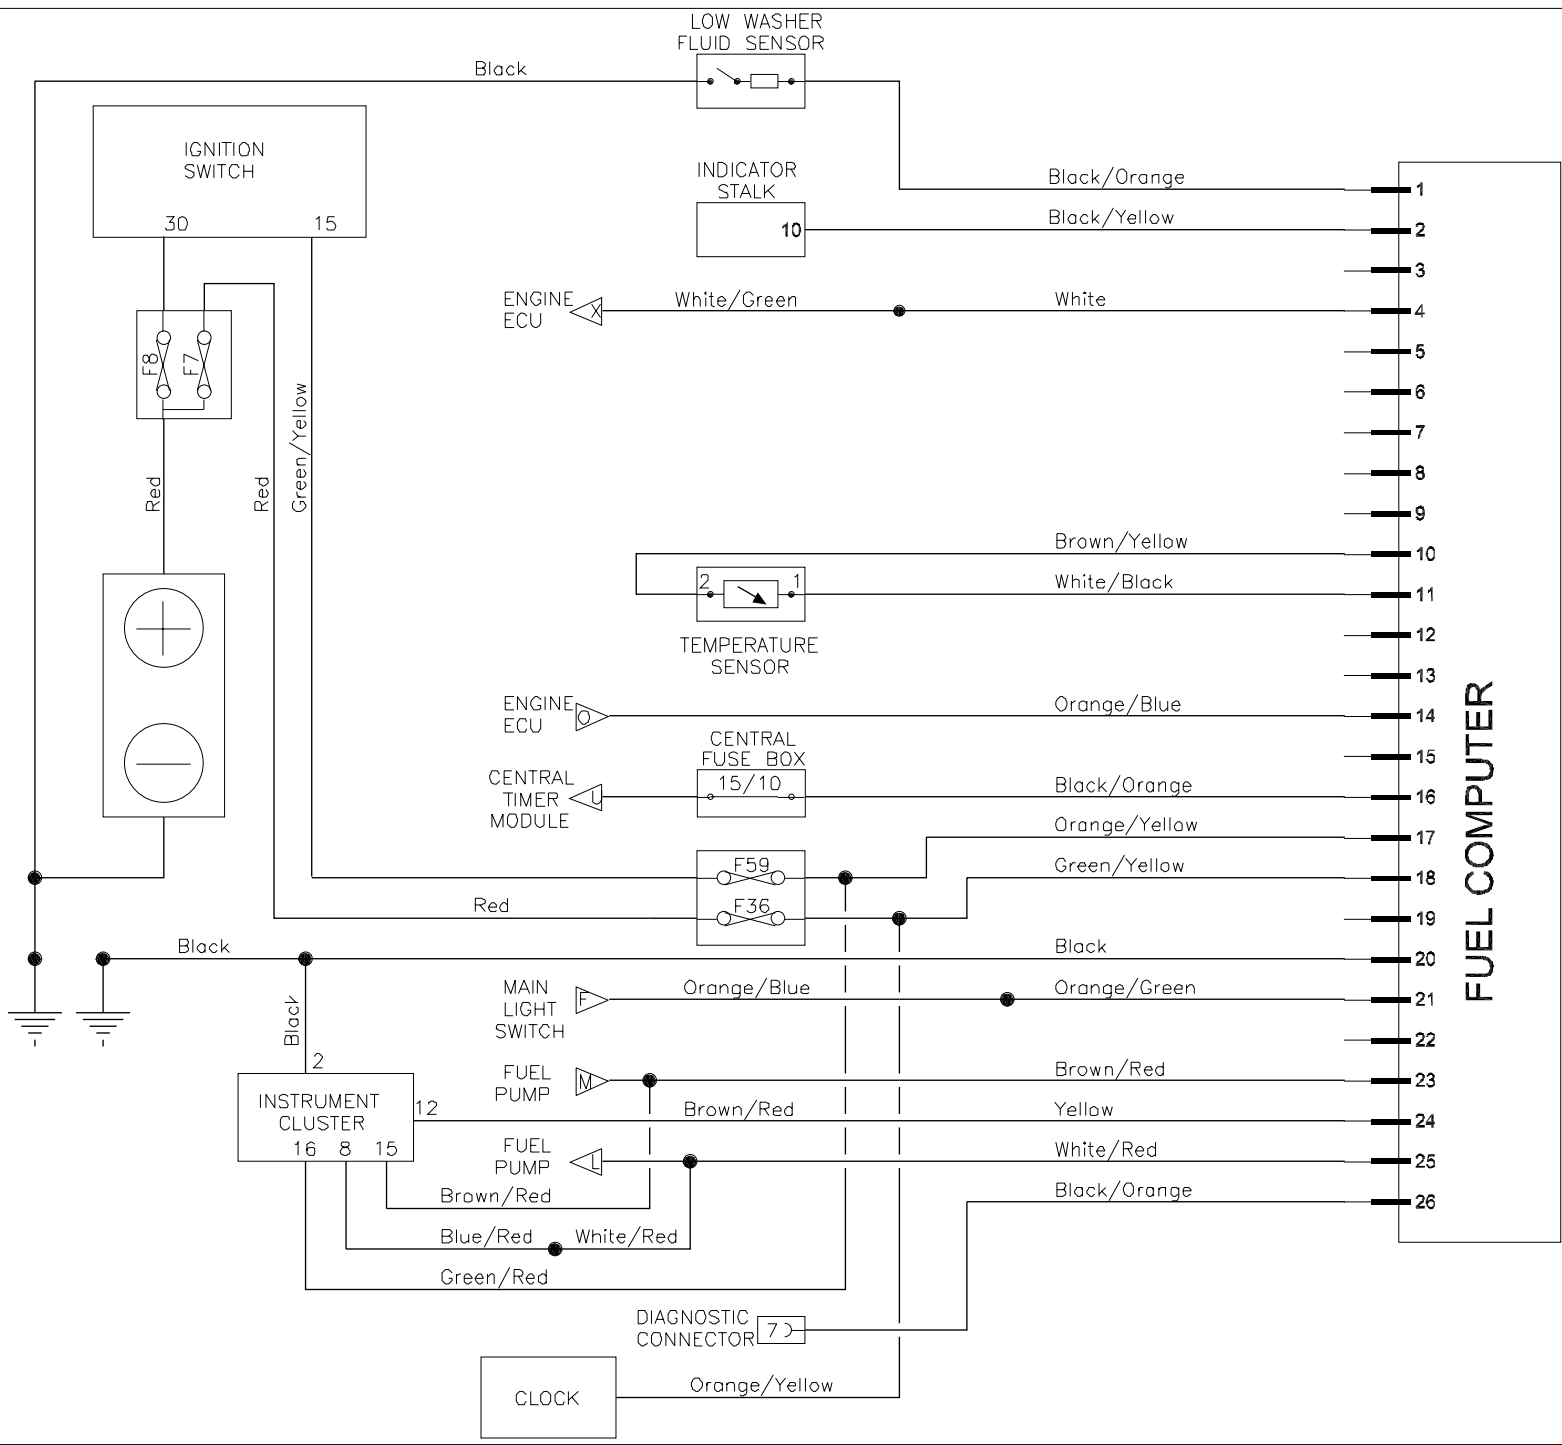 LOW WASHER
FLUID SENSOR
Black
IGNITION
SWITCH
30
15
INDICATOR
STALK
10
Black/Orange
1
Black/Yellow
2
3
ENGINE
ECU
X
White/Green
White
4
F8
F7
5
6
7
Green/Yellow
Red
Red
8
9
Brown/Yellow
10
2
1
White/Black
11
12
TEMPERATURE
SENSOR
13
ENGINE
ECU
O
Orange/Blue
14
CENTRAL
FUSE BOX
15
CENTRAL
TIMER
MODULE
U
15/10
Black/Orange
16
Orange/Yellow
17
F59
Green/Yellow
18
Red
F36
19
Black
Black
20
MAIN
LIGHT
SWITCH
F
Orange/Blue
Orange/Green
21
Black
22
2
FUEL
PUMP
M
Brown/Red
23
INSTRUMENT
CLUSTER
12
Brown/Red
Yellow
24
16
8
15
FUEL
PUMP
L
White/Red
25
Brown/Red
Black/Orange
26
Blue/Red
White/Red
Green/Red
DIAGNOSTIC
CONNECTOR
7
CLOCK
Orange/Yellow
FUEL COMPUTER